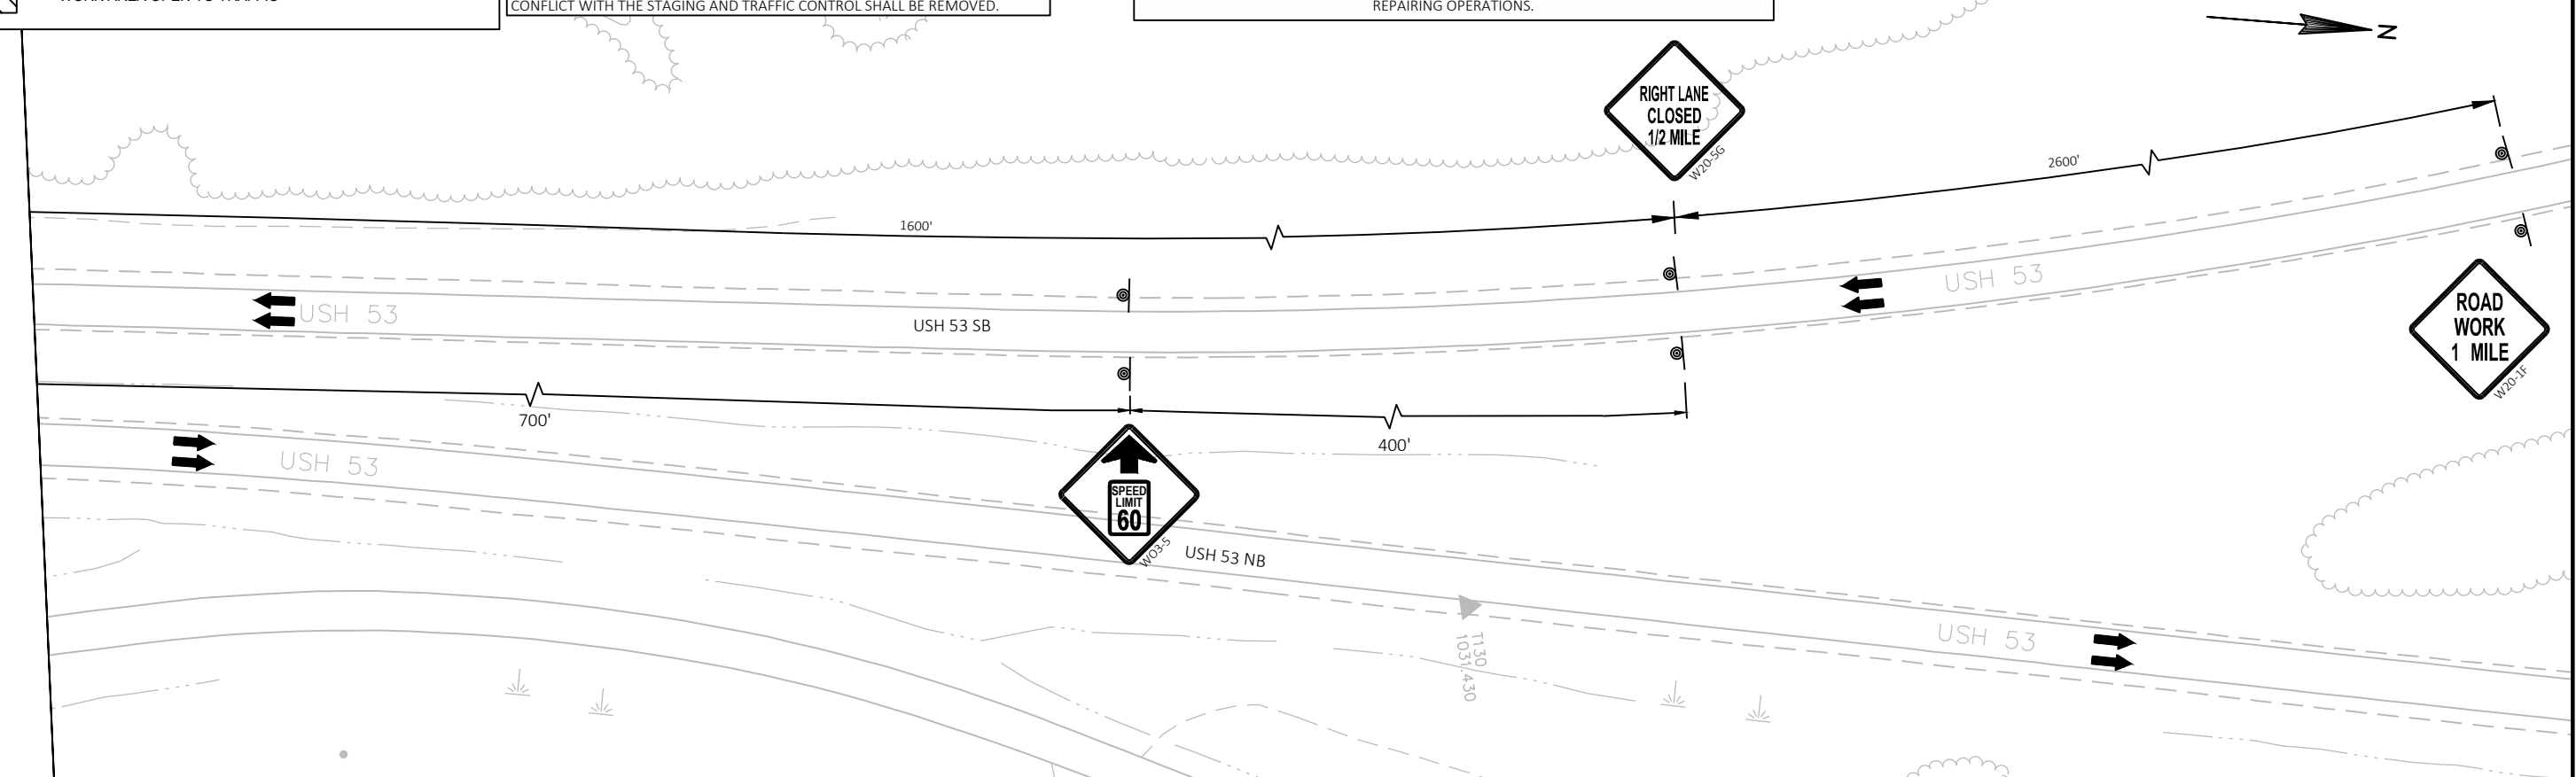 CONFLICT WITH THE STAGING AND TRAFFIC CONTROL SHALL BE REMOVED.
REPAIRING OPERATIONS.
N
RIGHT LANE
CLOSED
1/2 MILE
W20-5G
2600'
1600'
USH 53
USH 53
USH 53 SB
ROAD
WORK
1 MILE
W20-1F
700'
400'
USH 53
SPEED
LIMIT
60
WO3-5
USH 53 NB
T130
1031.430
USH 53